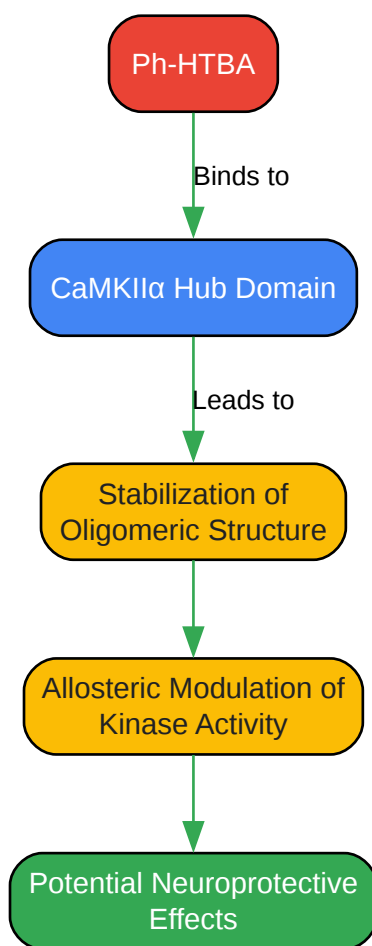 Ph-HTBA
Binds to
CaMKIIα Hub Domain
Leads to
Stabilization of
Oligomeric Structure
Allosteric Modulation of
Kinase Activity
Potential Neuroprotective
Effects